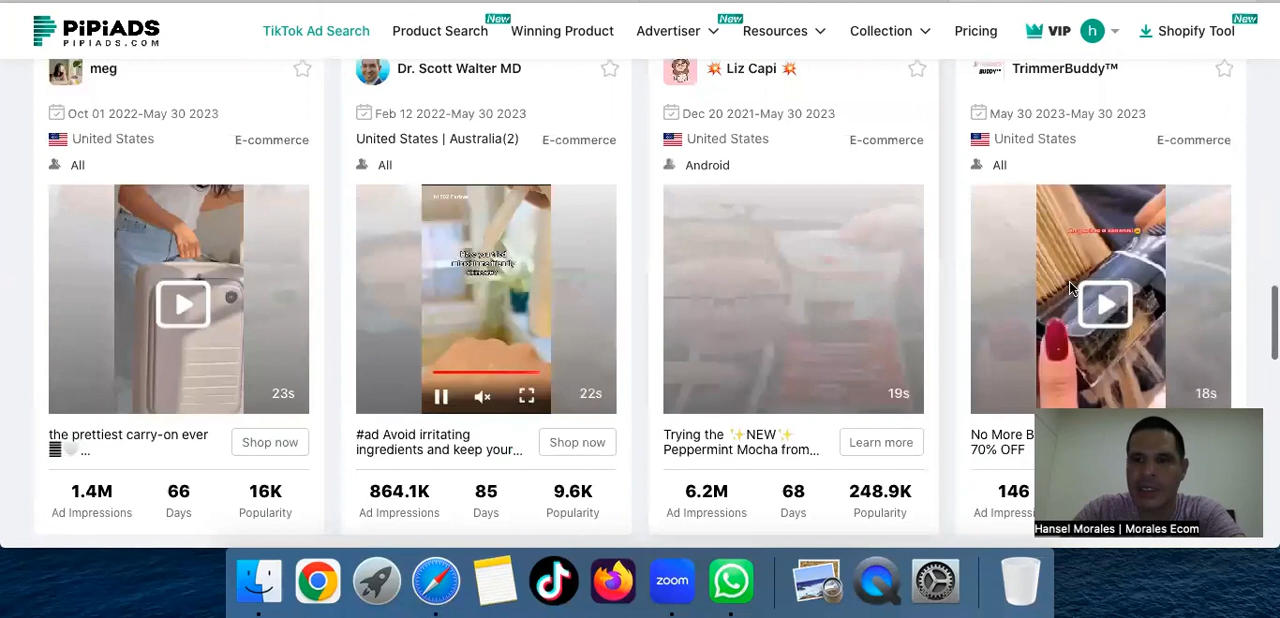 PiPiADS
PIPIADS.COM
TikTok Ad Search
Product Search
New
Winning Product
Advertiser
New
Resources
Collection
Pricing
VIP
h
Shopify Tool
New
meg
Oct 01 2022-May 30 2023
United States
E-commerce
All
23s
the prettiest carry-on ever
...
Shop now
1.4M
66
16K
Ad Impressions
Days
Popularity
Dr. Scott Walter MD
Feb 12 2022-May 30 2023
United States | Australia(2)
E-commerce
All
22s
#ad Avoid irritating
ingredients and keep your...
Shop now
864.1K
85
9.6K
Ad Impressions
Days
Popularity
💥 Liz Capi 💥
Dec 20 2021-May 30 2023
United States
E-commerce
Android
19s
Trying the ✨NEW✨
Peppermint Mocha from...
Learn more
6.2M
68
248.9K
Ad Impressions
Days
Popularity
TrimmerBuddy™
May 30 2023-May 30 2023
United States
E-commerce
All
18s
No More B
70% OFF
146
Ad Impress
Hansel Morales | Morales Ecom
zoom